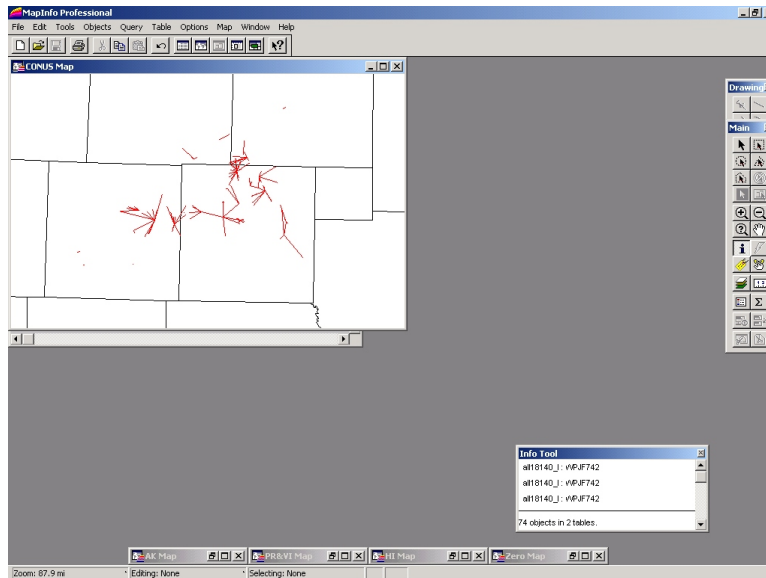 MapInfo Professional
File Edit Tools Objects Query Table Options Map Window Help
CONUS Map
Drawing
Main
Info Tool
all18140_l : WPJF742
all18140_l : WPJF742
all18140_l : WPJF742
74 objects in 2 tables.
AK Map
PR&VI Map
HI Map
Zero Map
Zoom: 87.9 mi
Editing: None
Selecting: None